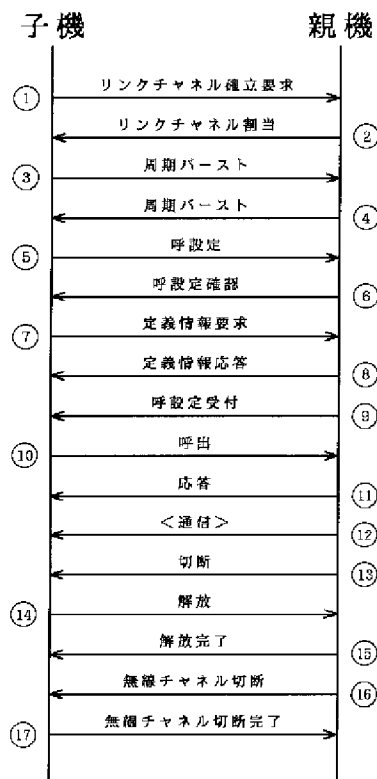 子機 親機
① リンクチャネル確立要求
リンクチャネル割当 ②
③ 周期バースト
周期バースト ④
⑤ 呼設定
呼設定確認 ⑥
⑦ 定義情報要求
定義情報応答 ⑧
呼設定受付 ⑨
⑩ 呼出
応答 ⑪
<通信> ⑫
切断 ⑬
⑭ 解放
解放完了 ⑮
無線チャネル切断 ⑯
⑰ 無線チャネル切断完了